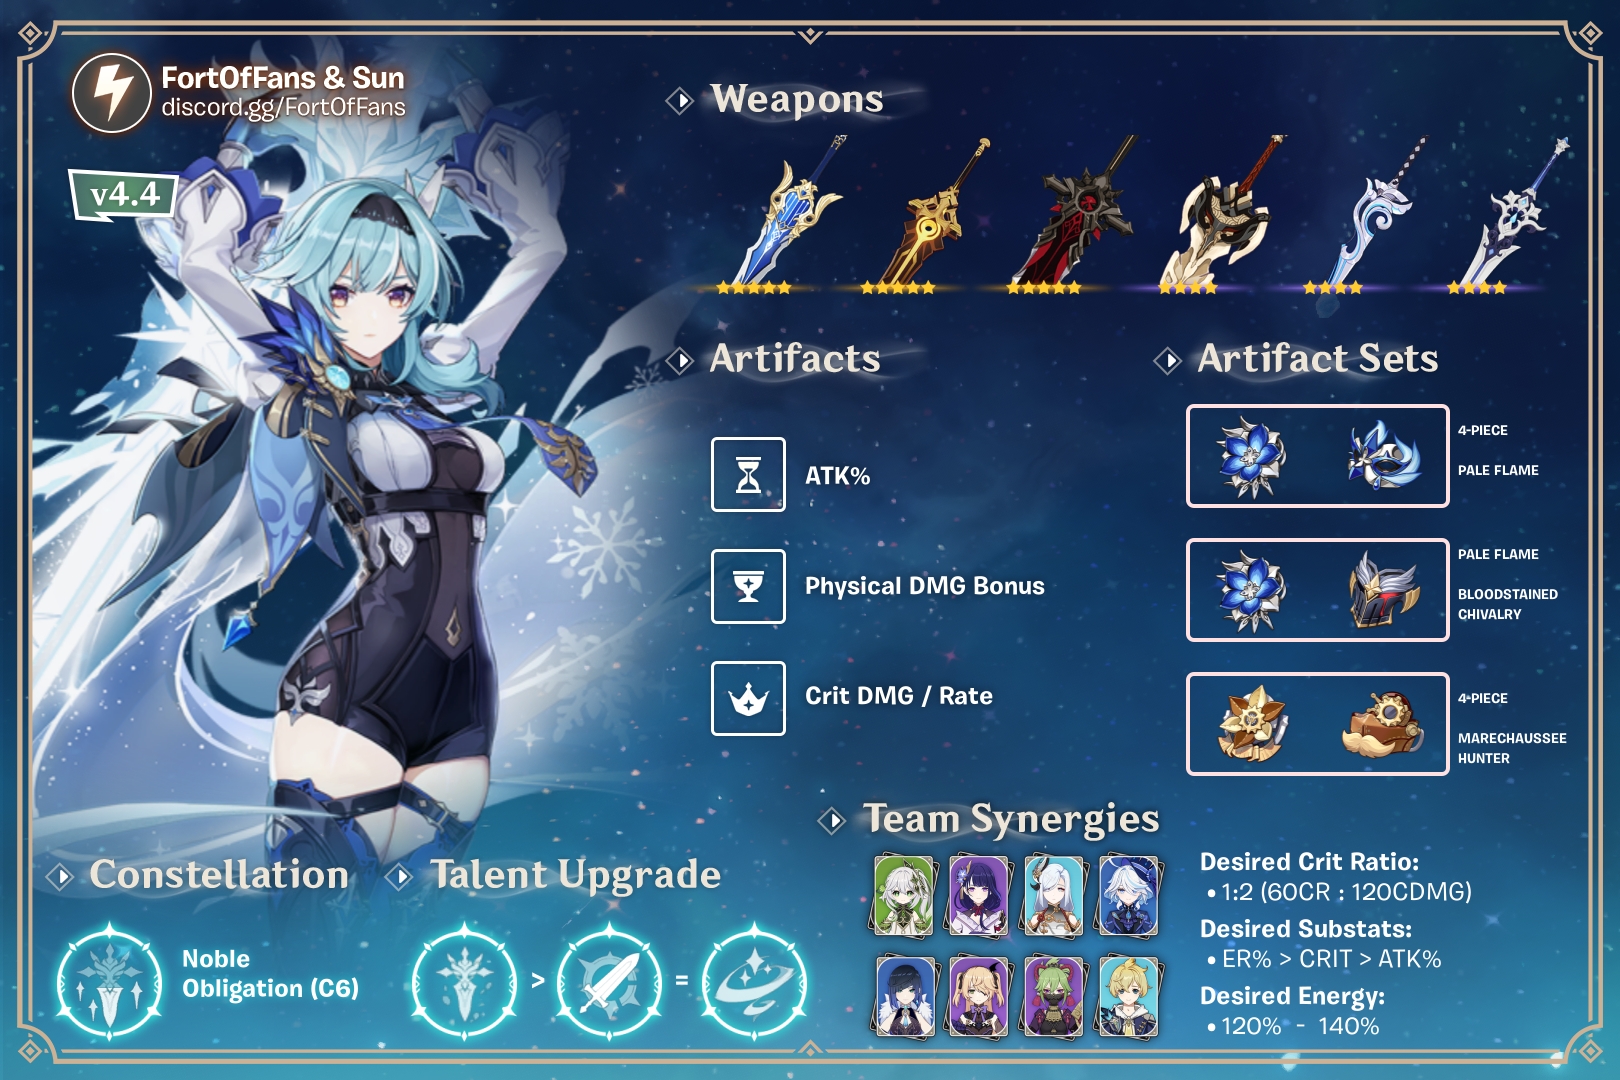 FortOfFans & Sun
discord.gg/FortOfFans
v4.4
Weapons
Artifacts
ATK%
Physical DMG Bonus
Crit DMG / Rate
Artifact Sets
4-PIECE
PALE FLAME
PALE FLAME
BLOODSTAINED
CHIVALRY
4-PIECE
MARECHAUSSEE
HUNTER
Constellation
Noble
Obligation (C6)
Talent Upgrade
> =
Team Synergies
Desired Crit Ratio:
• 1:2 (60CR : 120CDMG)
Desired Substats:
• ER% > CRIT > ATK%
Desired Energy:
• 120% - 140%